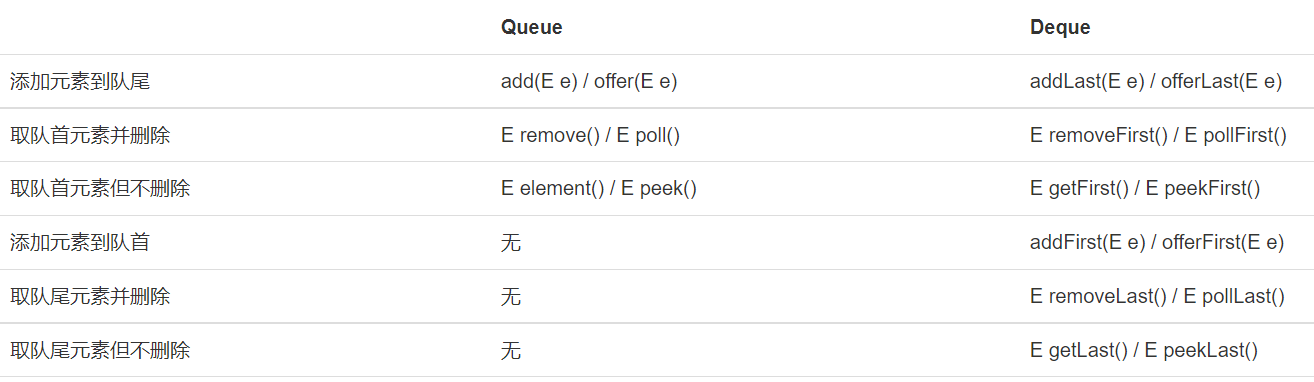 Queue Deque
添加元素到队尾 add(E e) / offer(E e) addLast(E e) / offerLast(E e)
取队首元素并删除 E remove() / E poll() E removeFirst() / E pollFirst()
取队首元素但不删除 E element() / E peek() E getFirst() / E peekFirst()
添加元素到队首 无 addFirst(E e) / offerFirst(E e)
取队尾元素并删除 无 E removeLast() / E pollLast()
取队尾元素但不删除 无 E getLast() / E peekLast()